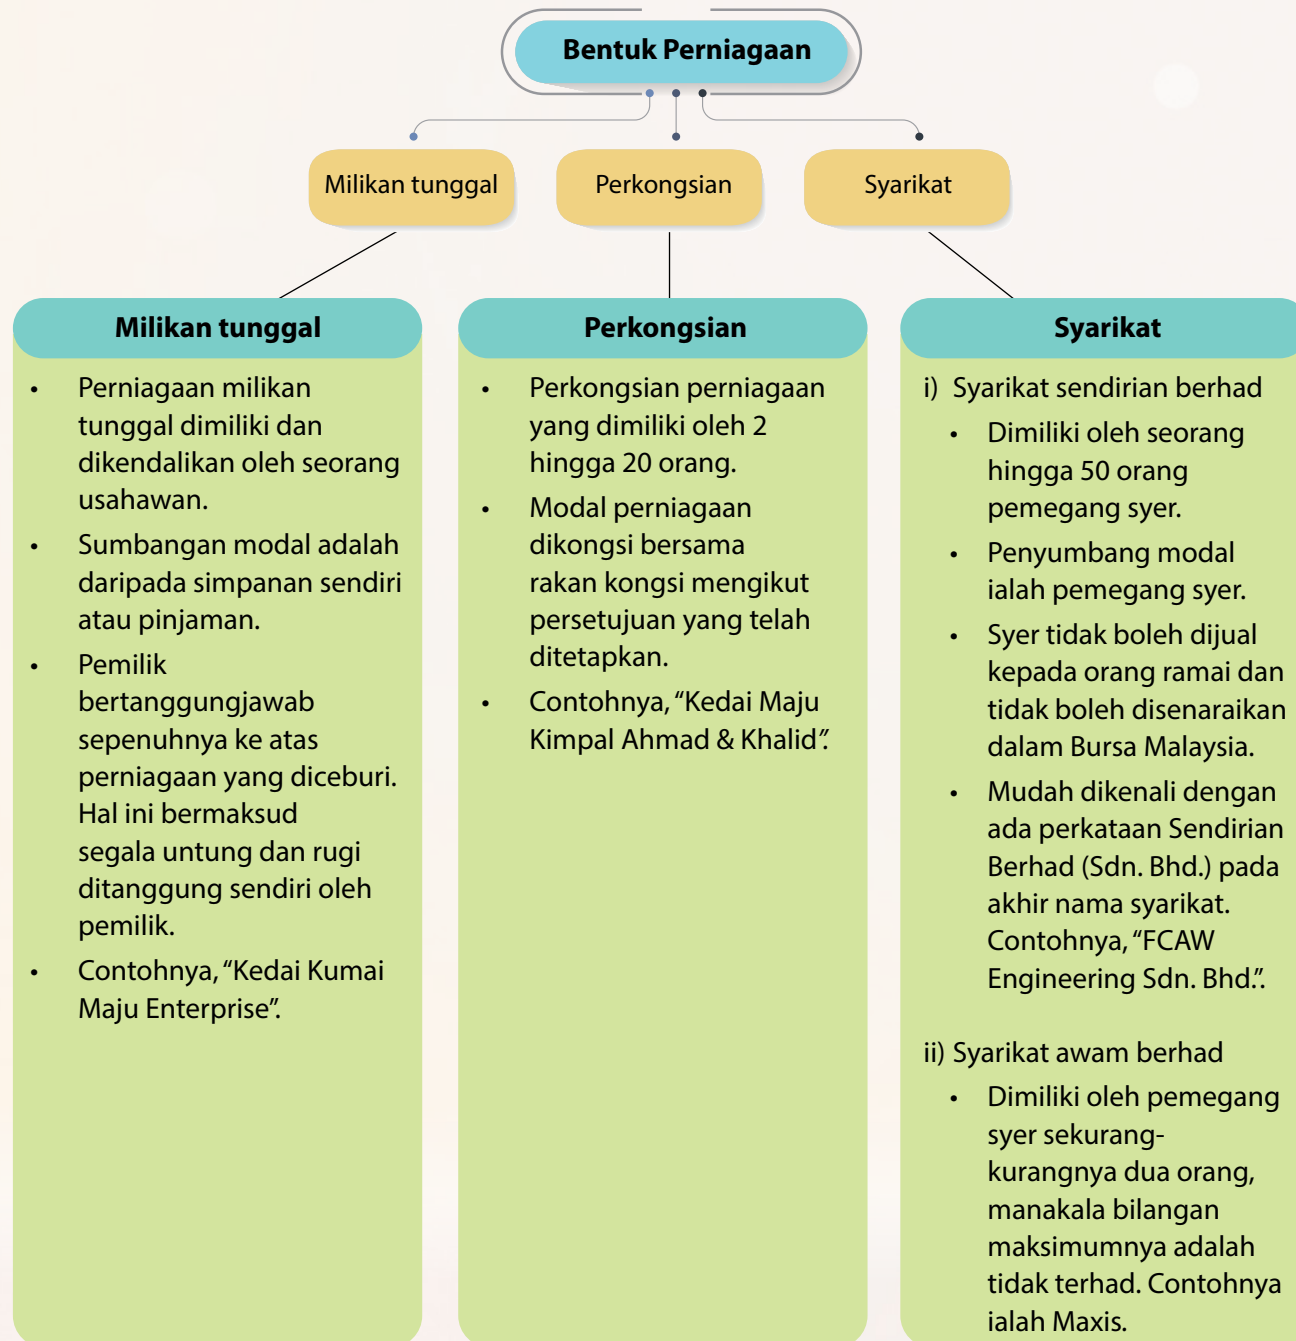 Bentuk Perniagaan
Milikan tunggal
Perkongsian
Syarikat
Milikan tunggal
• Perniagaan milikan
tunggal dimiliki dan
dikendalikan oleh seorang
usahawan.
• Sumbangan modal adalah
daripada simpanan sendiri
atau pinjaman.
• Pemilik
bertanggungjawab
sepenuhnya ke atas
perniagaan yang diceburi.
Hal ini bermaksud
segala untung dan rugi
ditanggung sendiri oleh
pemilik.
• Contohnya, “Kedai Kumai
Maju Enterprise”.
Perkongsian
• Perkongsian perniagaan
yang dimiliki oleh 2
hingga 20 orang.
• Modal perniagaan
dikongsi bersama
rakan kongsi mengikut
persetujuan yang telah
ditetapkan.
• Contohnya, “Kedai Maju
Kimpal Ahmad & Khalid”.
Syarikat
i) Syarikat sendirian berhad
• Dimiliki oleh seorang
hingga 50 orang
pemegang syer.
• Penyumbang modal
ialah pemegang syer.
• Syer tidak boleh dijual
kepada orang ramai dan
tidak boleh disenaraikan
dalam Bursa Malaysia.
• Mudah dikenali dengan
ada perkataan Sendirian
Berhad (Sdn. Bhd.) pada
akhir nama syarikat.
Contohnya, “FCAW
Engineering Sdn. Bhd.”.
ii) Syarikat awam berhad
• Dimiliki oleh pemegang
syer sekurang-
kurangnya dua orang,
manakala bilangan
maksimumnya adalah
tidak terhad. Contohnya
ialah Maxis.